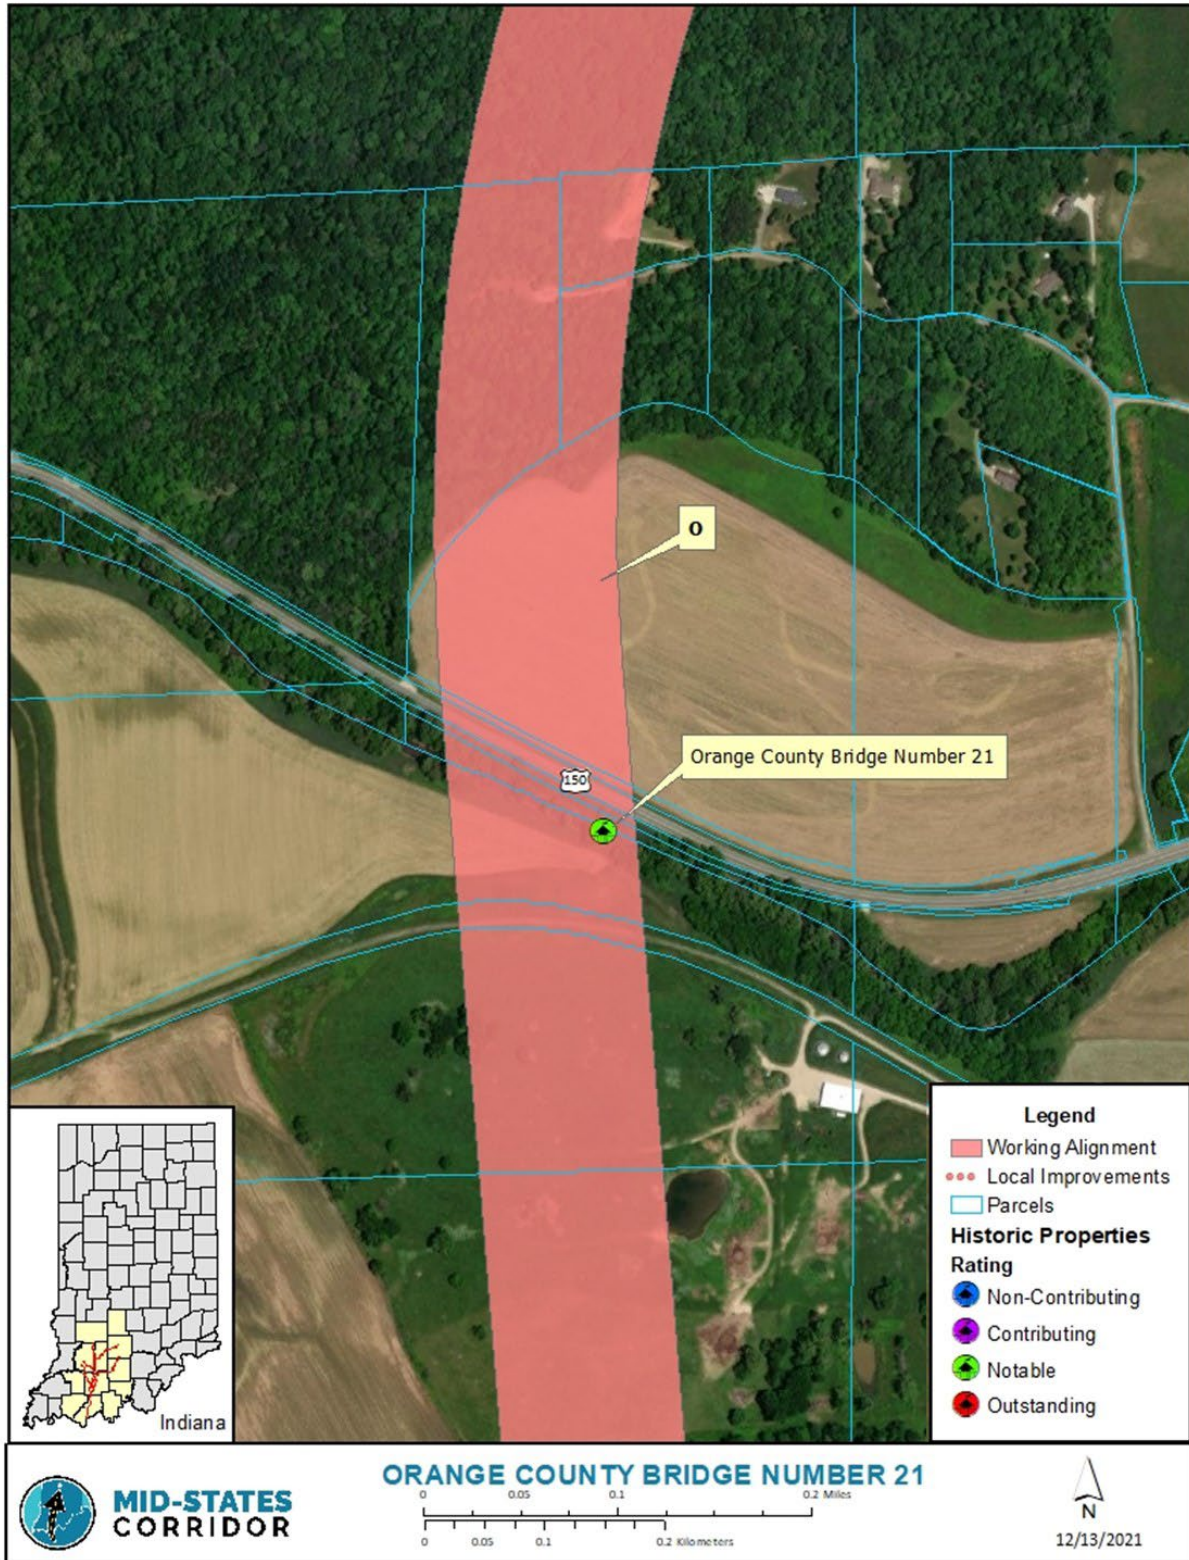 O
Orange County Bridge Number 21
150
Legend
Working Alignment
Local Improvements
Parcels
Historic Properties
Rating
Non-Contributing
Contributing
Notable
Outstanding
Indiana
MID-STATES
CORRIDOR
ORANGE COUNTY BRIDGE NUMBER 21
0 0.05 0.1 0.2 Miles
0 0.05 0.1 0.2 Kilometers
N
12/13/2021